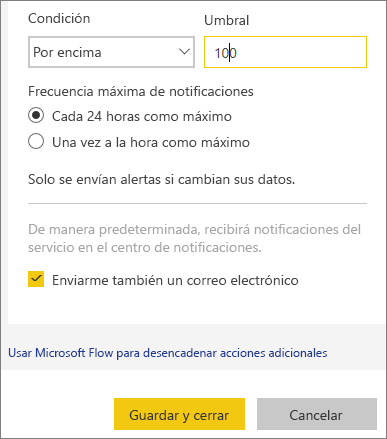 Condición
Umbral
Por encima
100
Frecuencia máxima de notificaciones
Cada 24 horas como máximo
Una vez a la hora como máximo
Solo se envían alertas si cambian sus datos.
De manera predeterminada, recibirá notificaciones del
servicio en el centro de notificaciones.
Enviarme también un correo electrónico
Usar Microsoft Flow para desencadenar acciones adicionales
Guardar y cerrar
Cancelar